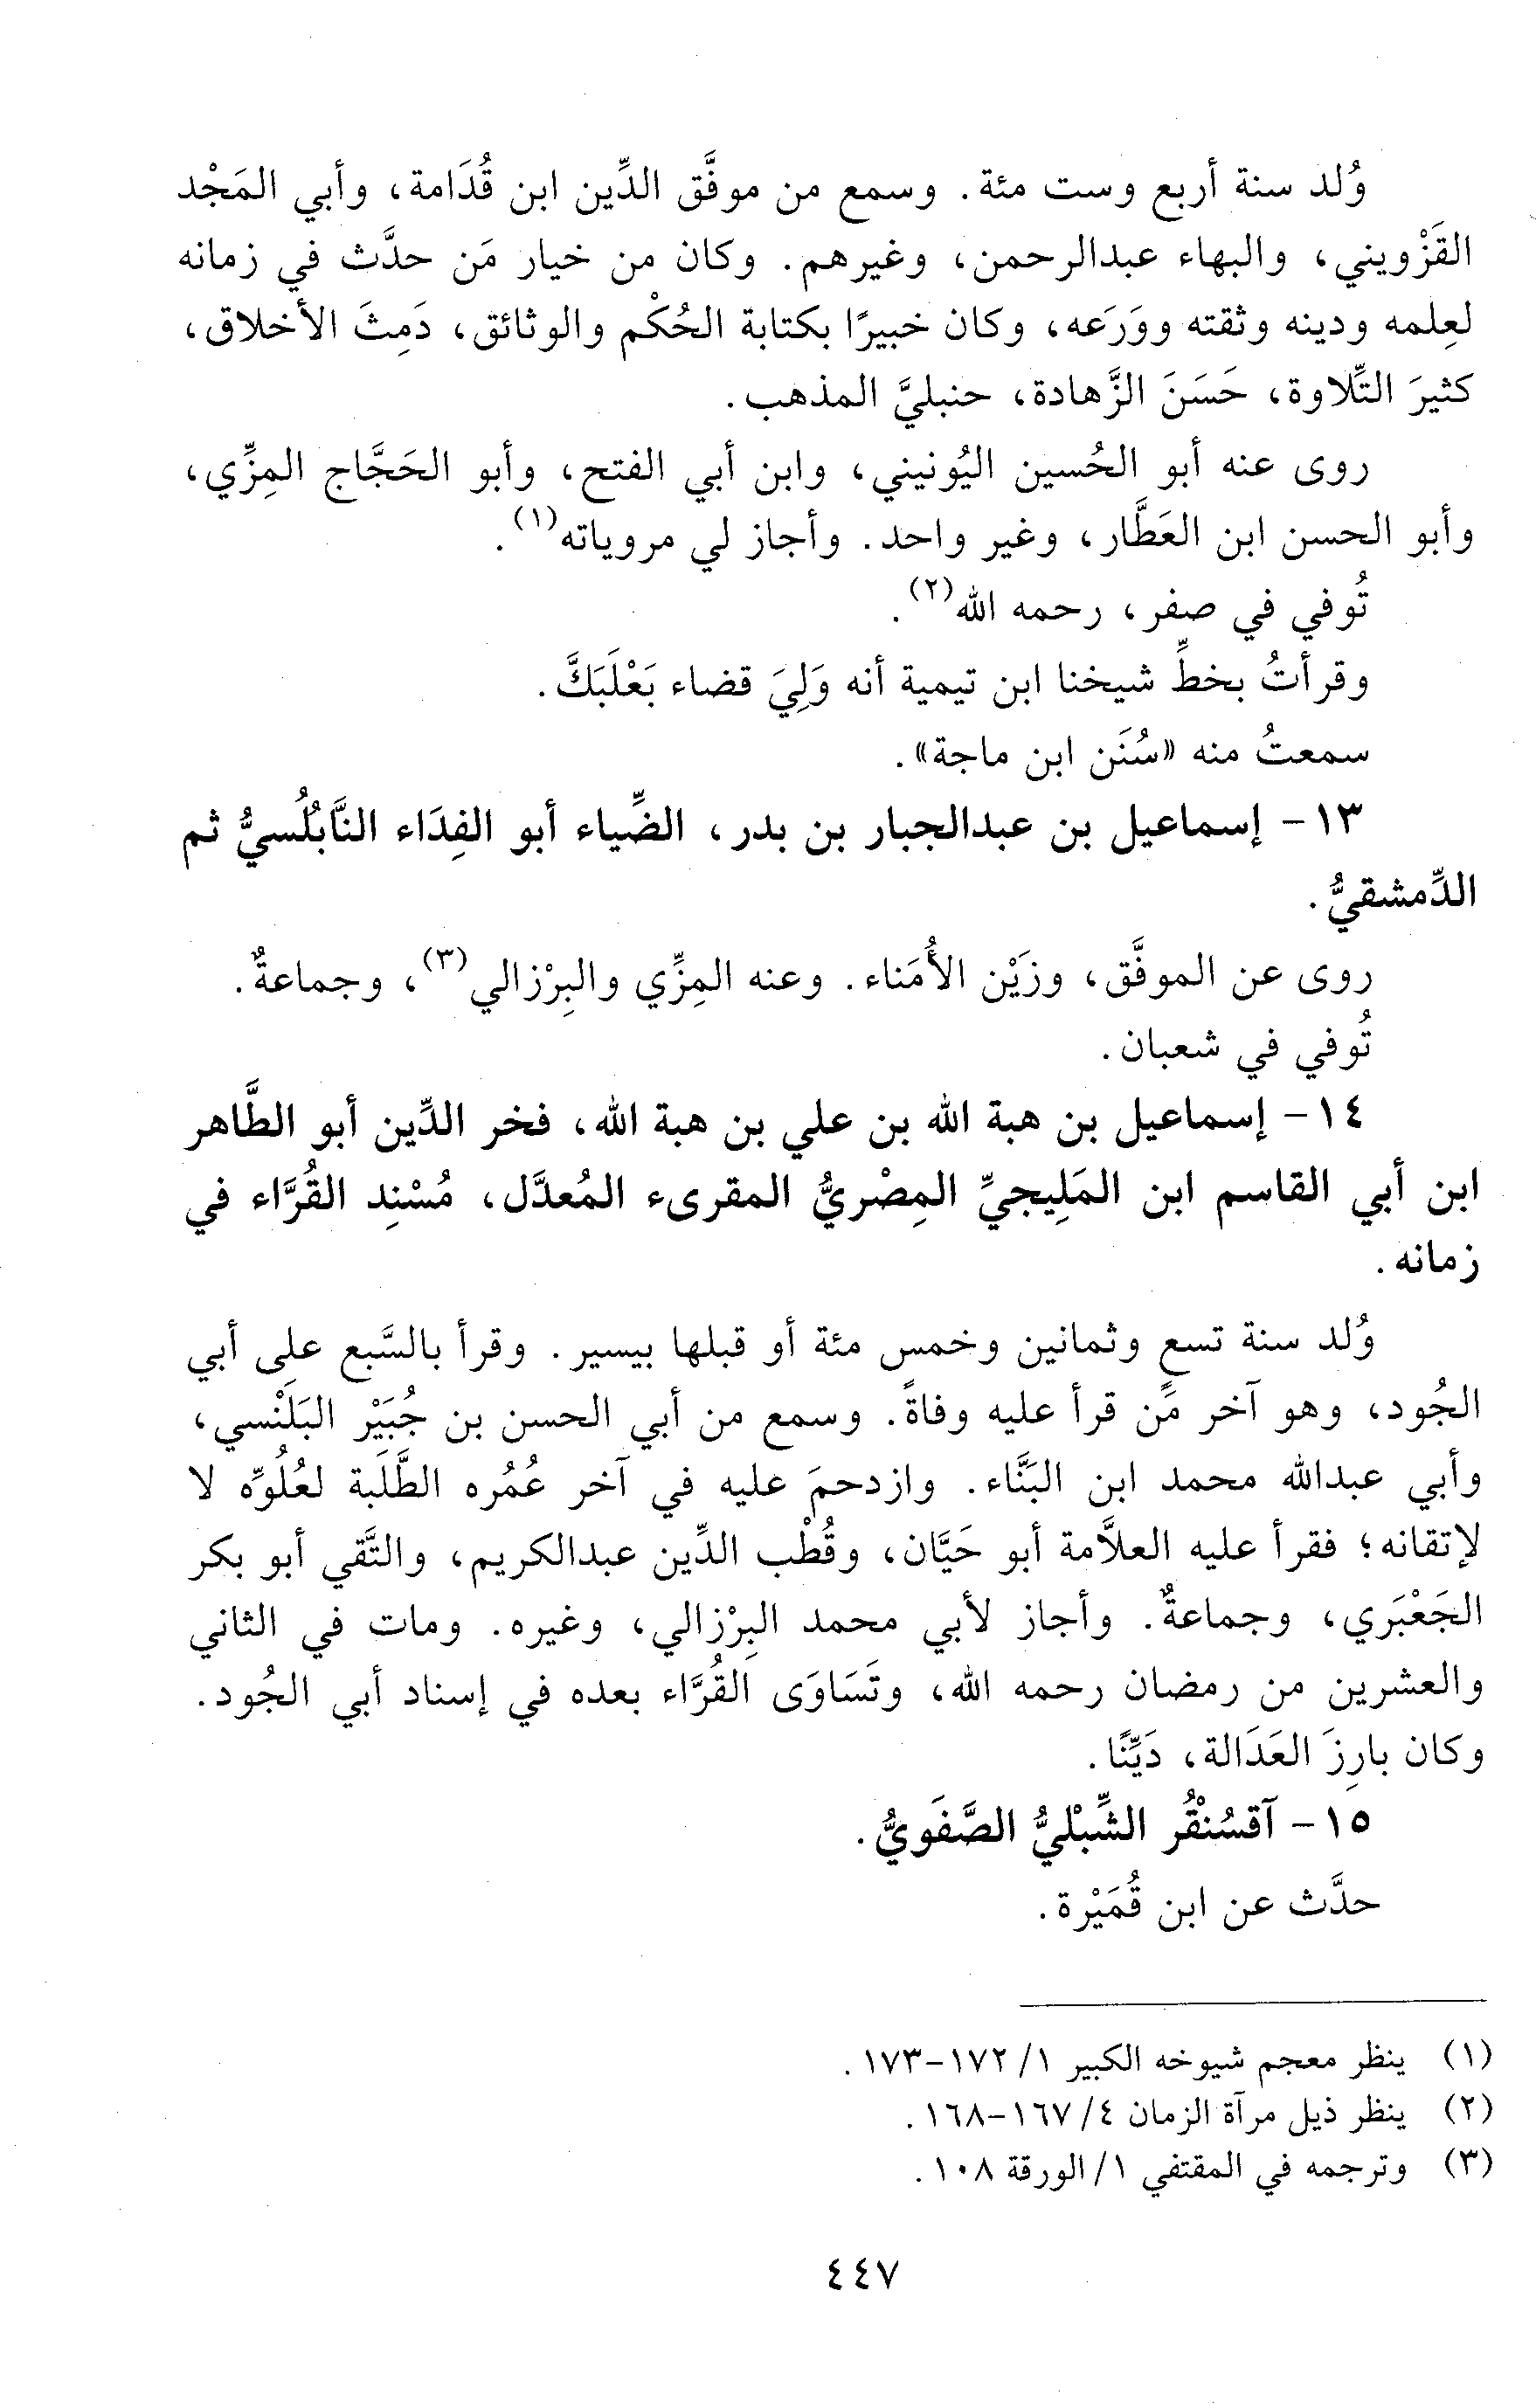 وُلد سنة أربع وست مئة. وسمع من موفَّق الدِّين ابن قُدَامة، وأبي المَجْد
القَزْويني، والبهاء عبدالرحمن، وغيرهم. وكان من خيار مَن حدَّث في زمانه
لعِلمه ودينه وثقته ووَرَعه، وكان خبيرًا بكتابة الحُكْم والوثائق، دَمِثَ الأخلاق،
كثيرَ التِّلاوة، حَسَنَ الزَّهادة، حنبليَّ المذهب.
روى عنه أبو الحُسين اليُونيني، وابن أبي الفتح، وأبو الحَجَّاج المِزِّي،
وأبو الحسن ابن العَطَّار، وغير واحد. وأجاز لي مروياته(١).
تُوفي في صفر، رحمه الله(٢).
وقرأتُ بخطِّ شيخنا ابن تيمية أنه وَلِيَ قضاء بَعْلَبَكَّ.
سمعتُ منه «سُنَن ابن ماجة».
١٣- إسماعيل بن عبدالجبار بن بدر، الضِّياء أبو الفِدَاء النَّابُلُسيُّ ثم
الدِّمشقيُّ.
روى عن الموفَّق، وزَيْن الأُمَناء. وعنه المِزِّي والبِرْزالي(٣)، وجماعةٌ.
تُوفي في شعبان.
١٤- إسماعيل بن هبة الله بن علي بن هبة الله، فخر الدِّين أبو الطَّاهر
ابن أبي القاسم ابن المَلِيجيِّ المِصْريُّ المقرىء المُعدَّل، مُسْنِد القُرَّاء في
زمانه.
وُلد سنة تسع وثمانين وخمس مئة أو قبلها بيسير. وقرأ بالسَّبع على أبي
الجُود، وهو آخر مَن قرأ عليه وفاةً. وسمع من أبي الحسن بن جُبَيْر البَلَنْسي،
وأبي عبدالله محمد ابن البَنَّاء. وازدحمَ عليه في آخر عُمُره الطَّلَبة لعُلُوِّه لا
لإتقانه؛ فقرأ عليه العلاَّمة أبو حَيَّان، وقُطْب الدِّين عبدالكريم، والتَّقي أبو بكر
الجَعْبَري، وجماعةٌ. وأجاز لأبي محمد البِرْزالي، وغيره. ومات في الثاني
والعشرين من رمضان رحمه الله، وتَسَاوَى القُرَّاء بعده في إسناد أبي الجُود.
وكان بارِزَ العَدَالة، دَيِّنًا.
١٥- آقسُنْقُر الشِّبْليُّ الصَّفَويُّ.
حدَّث عن ابن قُمَيْرة.
(١) ينظر معجم شيوخه الكبير ١/ ١٧٢-١٧٣.
(٢) ينظر ذيل مرآة الزمان ٤/ ١٦٧-١٦٨.
(٣) وترجمه في المقتفي ١/ الورقة ١٠٨.
٤٤٧